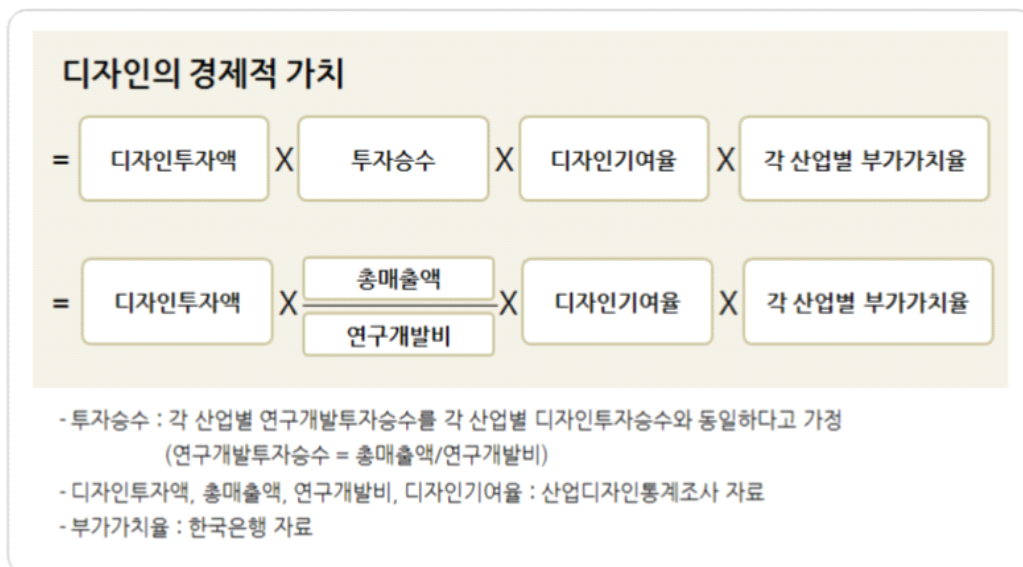 디자인의 경제적 가치
= 디자인투자액 X 투자승수 X 디자인기여율 X 각 산업별 부가가치율
= 디자인투자액 X 총매출액 X 디자인기여율 X 각 산업별 부가가치율
연구개발비
- 투자승수 : 각 산업별 연구개발투자승수를 각 산업별 디자인투자승수와 동일하다고 가정
(연구개발투자승수 = 총매출액/연구개발비)
- 디자인투자액, 총매출액, 연구개발비, 디자인기여율 : 산업디자인통계조사 자료
- 부가가치율 : 한국은행 자료